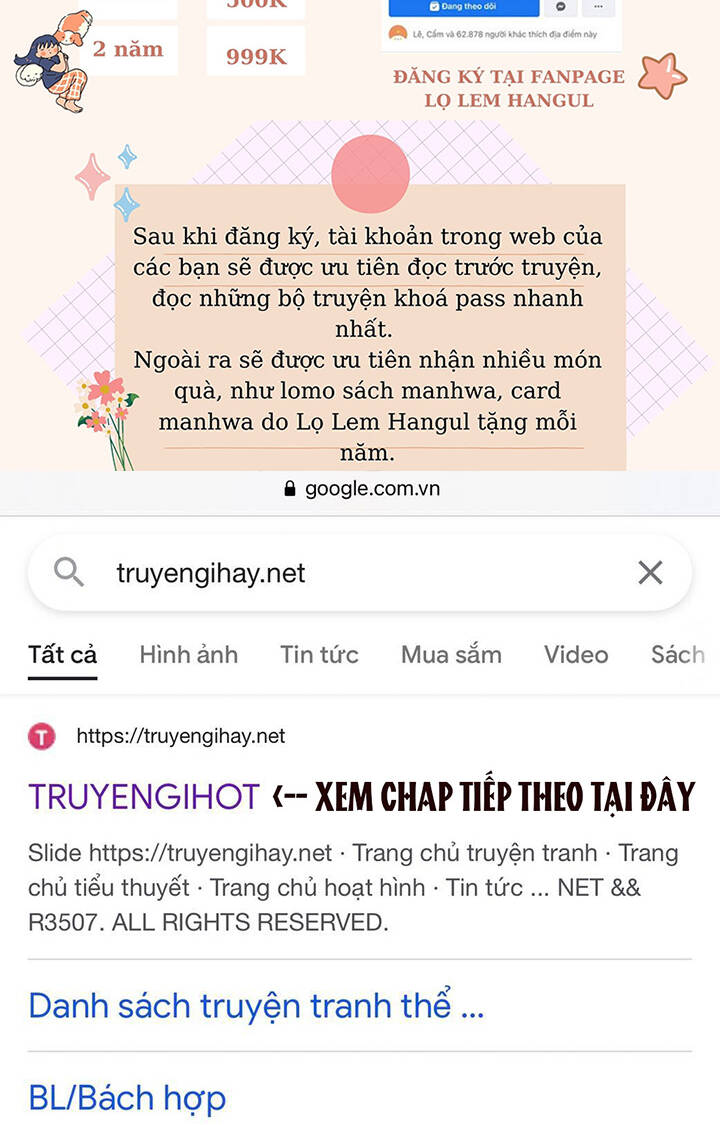 500K
Đang theo dõi
Lê, Cẩm và 62.878 người khác thích địa điểm này
2 năm
999K
ĐĂNG KÝ TẠI FANPAGE
LỌ LEM HANGUL
Sau khi đăng ký, tài khoản trong web của
các bạn sẽ được ưu tiên đọc trước truyện,
đọc những bộ truyện khoá pass nhanh
nhất.
Ngoài ra sẽ được ưu tiên nhận nhiều món
quà, như lomo sách manhwa, card
manhwa do Lọ Lem Hangul tặng mỗi
năm.
google.com.vn
truyengihay.net
Tất cả Hình ảnh Tin tức Mua sắm Video Sách
T https://truyengihay.net
TRUYENGIHOT <-- XEM CHAP TIẾP THEO TẠI ĐÂY
Slide https://truyengihay.net · Trang chủ truyện tranh · Trang
chủ tiểu thuyết · Trang chủ hoạt hình · Tin tức ... NET &&
R3507. ALL RIGHTS RESERVED.
Danh sách truyện tranh thể ...
BL/Bách hợp